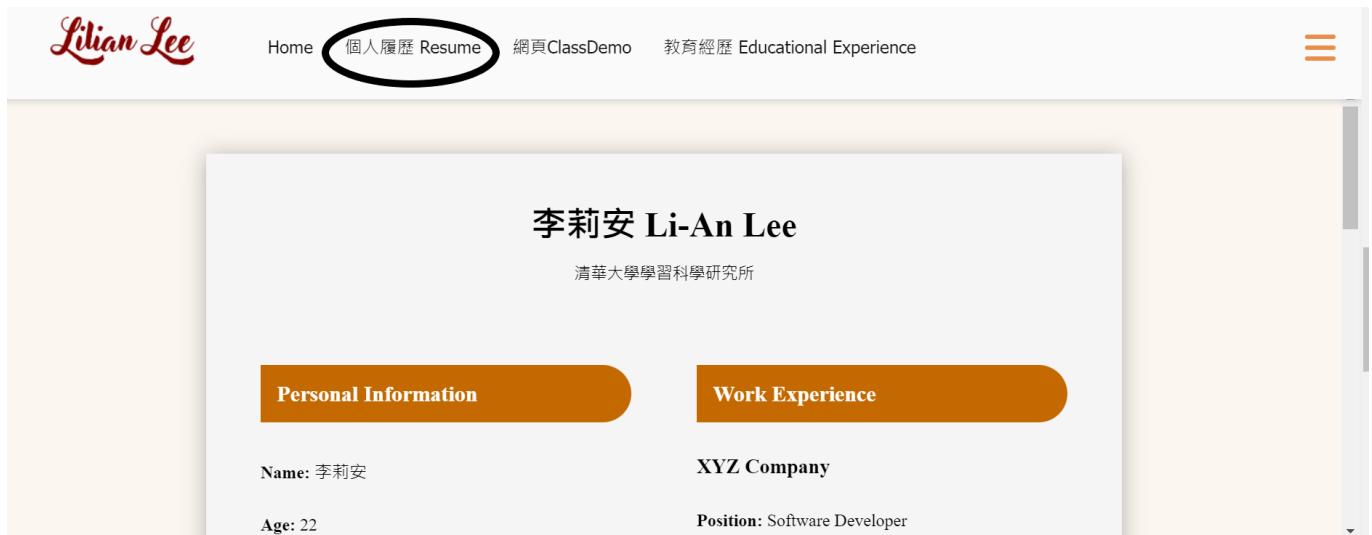 Lilian Lee
Home 個人履歷 Resume 網頁ClassDemo 教育經歷 Educational Experience
李莉安 Li-An Lee
清華大學學習科學研究所
Personal Information
Name: 李莉安
Age: 22
Work Experience
XYZ Company
Position: Software Developer